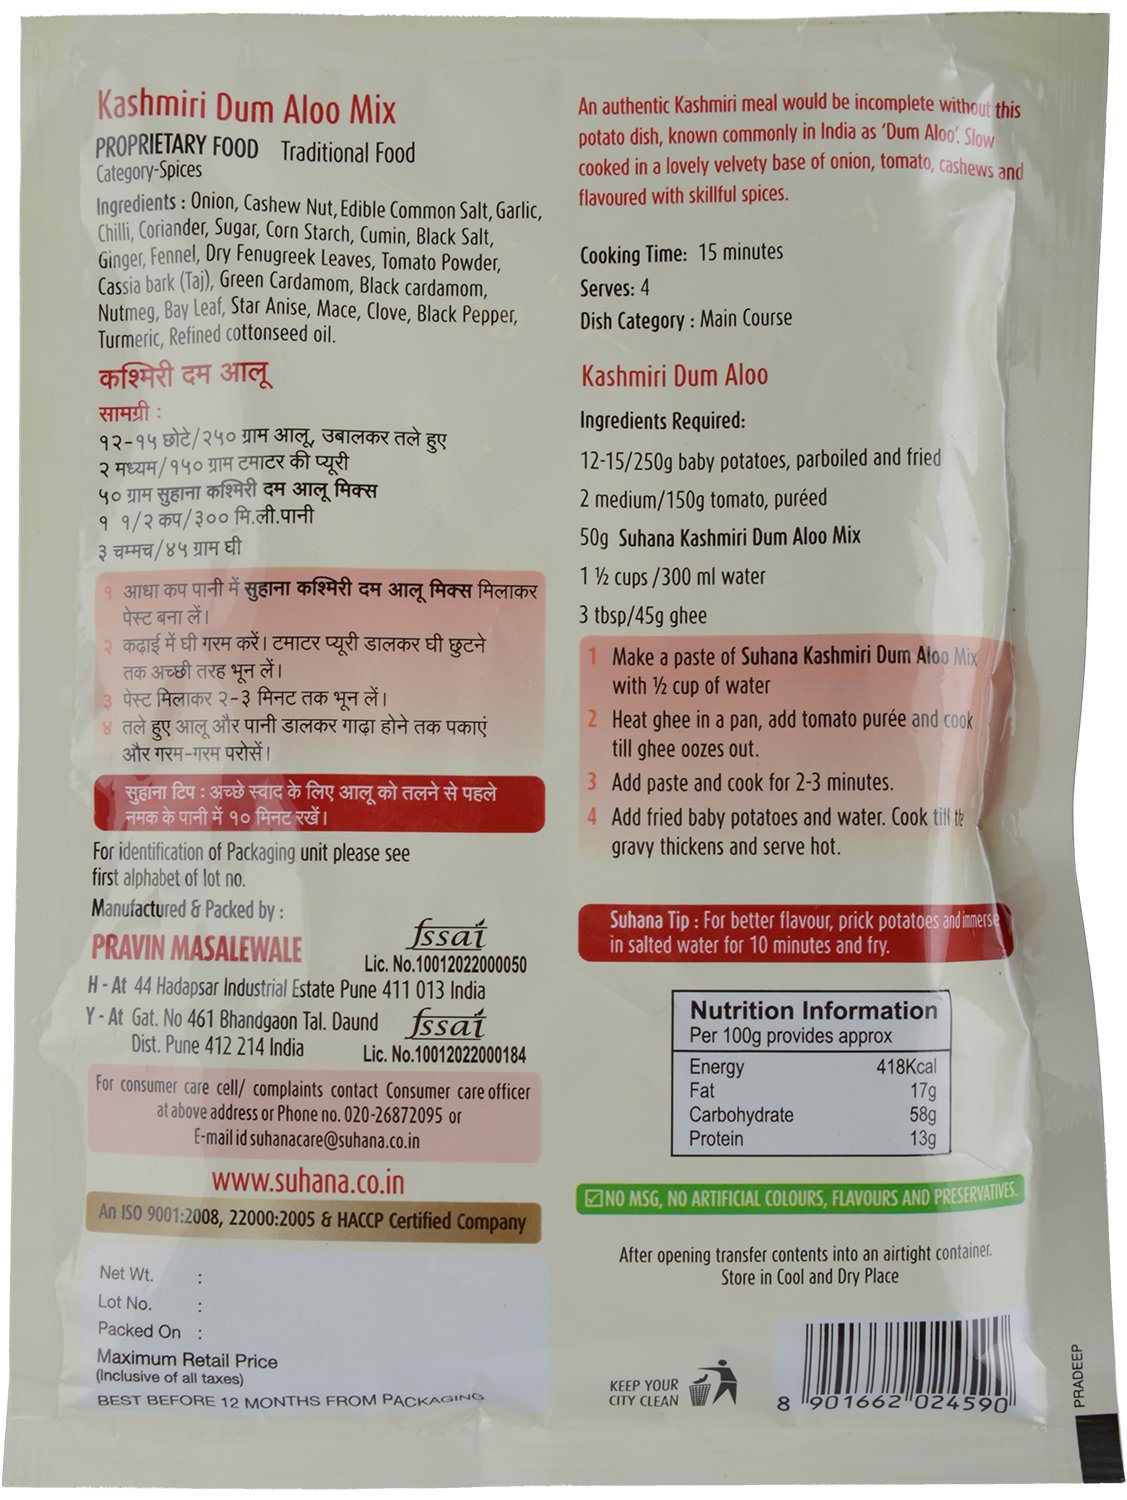 Kashmiri Dum Aloo Mix
PROPRIETARY FOOD Traditional Food
Category-Spices
Ingredients : Onion, Cashew Nut, Edible Common Salt, Garlic,
Chilli, Coriander, Sugar, Corn Starch, Cumin, Black Salt,
Ginger, Fennel, Dry Fenugreek Leaves, Tomato Powder,
Cassia bark (Taj), Green Cardamom, Black cardamom,
Nutmeg, Bay Leaf, Star Anise, Mace, Clove, Black Pepper,
Turmeric, Refined cottonseed oil.
कश्मिरी दम आलू
सामग्री :
१२-१५ छोटे/२५० ग्राम आलू, उबालकर तले हुए
२ मध्यम/१५० ग्राम टमाटर की प्यूरी
५० ग्राम सुहाना कश्मिरी दम आलू मिक्स
१ १/२ कप/३०० मि.ली.पानी
३ चम्मच/४५ ग्राम घी
१ आधा कप पानी में सुहाना कश्मिरी दम आलू मिक्स मिलाकर
पेस्ट बना लें।
२ कढ़ाई में घी गरम करें। टमाटर प्यूरी डालकर घी छुटने
तक अच्छी तरह भून लें।
३ पेस्ट मिलाकर २-३ मिनट तक भून लें।
४ तले हुए आलू और पानी डालकर गाढ़ा होने तक पकाएं
और गरम-गरम परोसें।
सुहाना टिप : अच्छे स्वाद के लिए आलू को तलने से पहले
नमक के पानी में १० मिनट रखें।
For identification of Packaging unit please see
first alphabet of lot no.
Manufactured & Packed by :
PRAVIN MASALEWALE
fssai
Lic. No.10012022000050
H - At 44 Hadapsar Industrial Estate Pune 411 013 India
Y - At Gat. No 461 Bhandgaon Tal. Daund
Dist. Pune 412 214 India
fssai
Lic. No.10012022000184
For consumer care cell/ complaints contact Consumer care officer
at above address or Phone no. 020-26872095 or
E-mail id suhanacare@suhana.co.in
www.suhana.co.in
An ISO 9001:2008, 22000:2005 & HACCP Certified Company
Net Wt. :
Lot No. :
Packed On :
Maximum Retail Price
(Inclusive of all taxes)
BEST BEFORE 12 MONTHS FROM PACKAGING
An authentic Kashmiri meal would be incomplete without this
potato dish, known commonly in India as 'Dum Aloo'. Slow
cooked in a lovely velvety base of onion, tomato, cashews and
flavoured with skillful spices.
Cooking Time: 15 minutes
Serves: 4
Dish Category : Main Course
Kashmiri Dum Aloo
Ingredients Required:
12-15/250g baby potatoes, parboiled and fried
2 medium/150g tomato, puréed
50g Suhana Kashmiri Dum Aloo Mix
1 ½ cups /300 ml water
3 tbsp/45g ghee
1 Make a paste of Suhana Kashmiri Dum Aloo Mix
with ½ cup of water
2 Heat ghee in a pan, add tomato purée and cook
till ghee oozes out.
3 Add paste and cook for 2-3 minutes.
4 Add fried baby potatoes and water. Cook till the
gravy thickens and serve hot.
Suhana Tip : For better flavour, prick potatoes and immerse
in salted water for 10 minutes and fry.
Nutrition Information
Per 100g provides approx
Energy 418Kcal
Fat 17g
Carbohydrate 58g
Protein 13g
NO MSG, NO ARTIFICIAL COLOURS, FLAVOURS AND PRESERVATIVES.
After opening transfer contents into an airtight container.
Store in Cool and Dry Place
KEEP YOUR
CITY CLEAN
8 901662 024590
PRADEEP